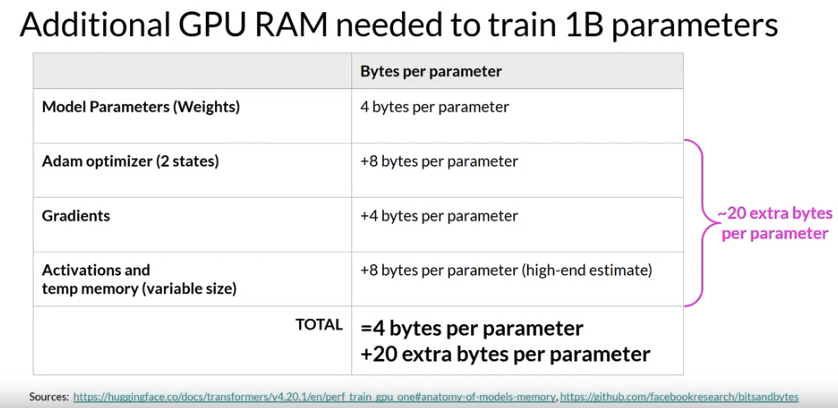 Additional GPU RAM needed to train 1B parameters
Bytes per parameter
Model Parameters (Weights)
4 bytes per parameter
Adam optimizer (2 states)
+8 bytes per parameter
Gradients
+4 bytes per parameter
Activations and
temp memory (variable size)
+8 bytes per parameter (high-end estimate)
~20 extra bytes
per parameter
TOTAL
=4 bytes per parameter
+20 extra bytes per parameter
Sources: https://huggingface.co/docs/transformers/v4.20.1/en/perf_train_gpu_one#anatomy-of-models-memory, https://github.com/facebookresearch/bitsandbytes